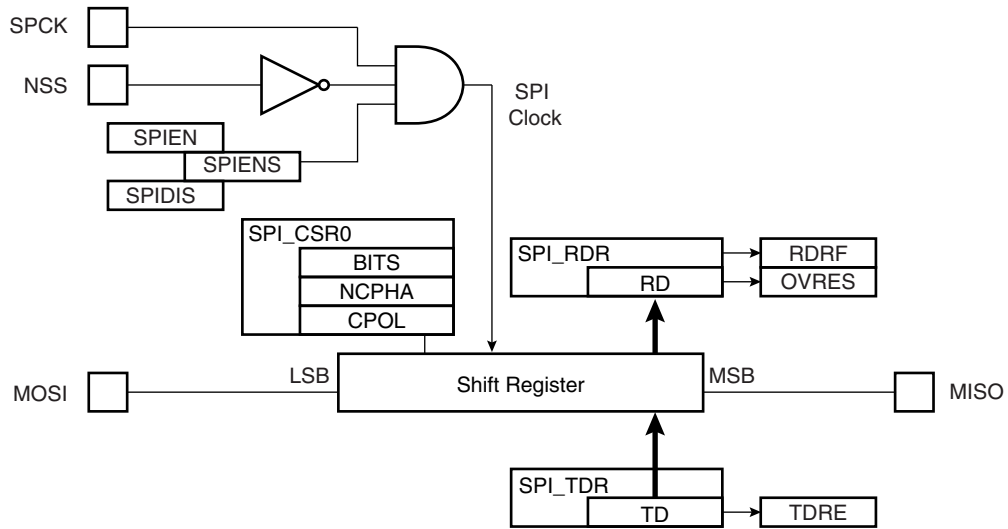 SPCK
NSS
SPI
Clock
SPIEN
SPIENS
SPIDIS
SPI_CSR0
BITS
NCPHA
CPOL
SPI_RDR
RD
RDRF
OVRES
MOSI
LSB
Shift Register
MSB
MISO
SPI_TDR
TD
TDRE